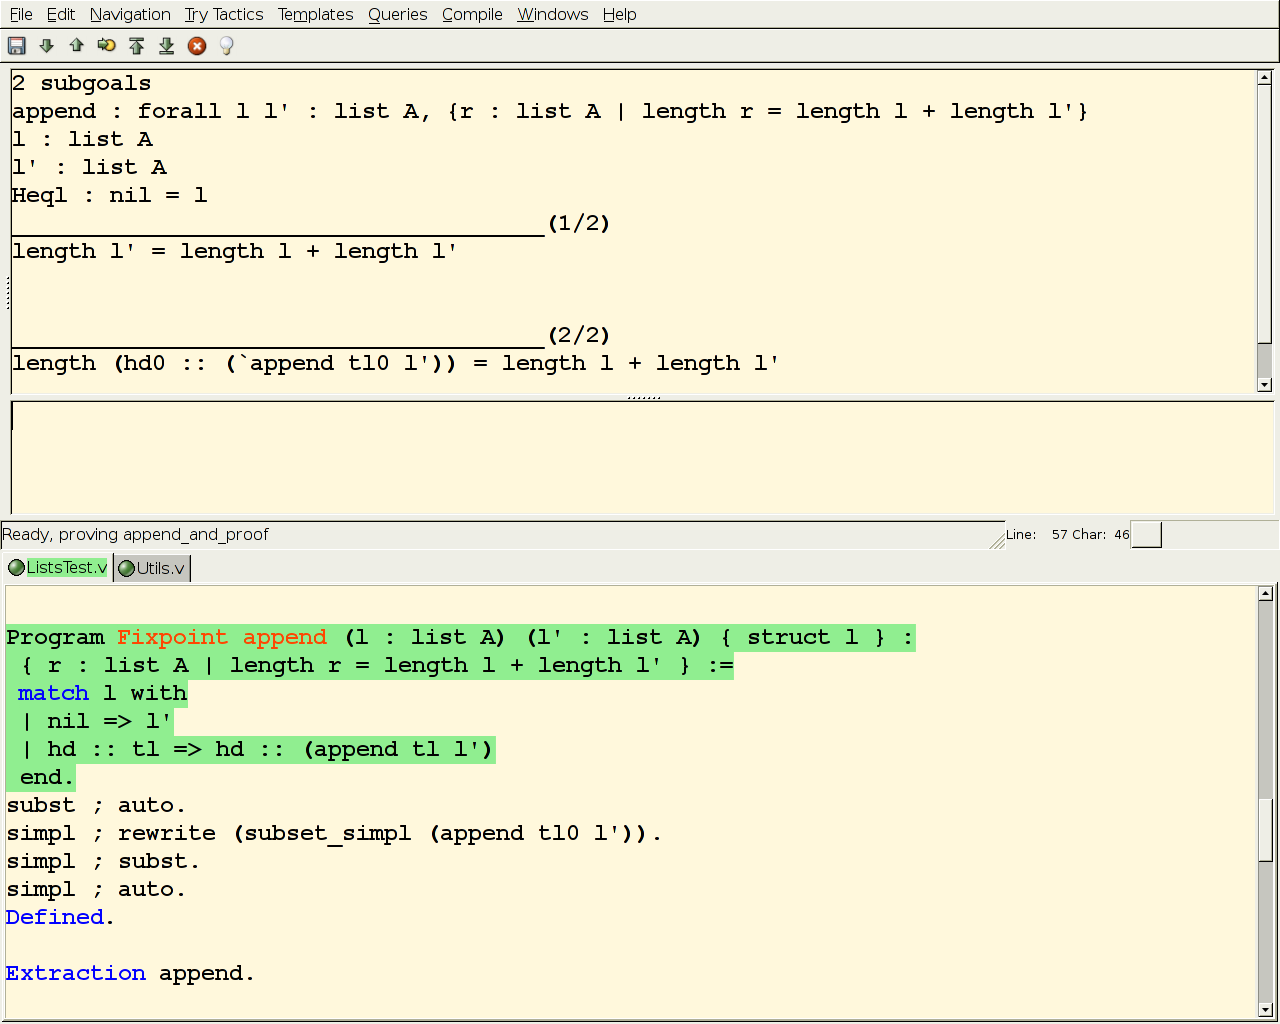 File Edit Navigation Try Tactics Templates Queries Compile Windows Help
2 subgoals
append : forall l l' : list A, {r : list A | length r = length l + length l'}
l : list A
l' : list A
Heql : nil = l
______________________________________(1/2)
length l' = length l + length l'
______________________________________(2/2)
length (hd0 :: (`append tl0 l')) = length l + length l'
Ready, proving append_and_proof Line: 57 Char: 46
ListsTest.v Utils.v
Program Fixpoint append (l : list A) (l' : list A) { struct l } :
{ r : list A | length r = length l + length l' } :=
match l with
| nil => l'
| hd :: tl => hd :: (append tl l')
end.
subst ; auto.
simpl ; rewrite (subset_simpl (append tl0 l')).
simpl ; subst.
simpl ; auto.
Defined.
Extraction append.